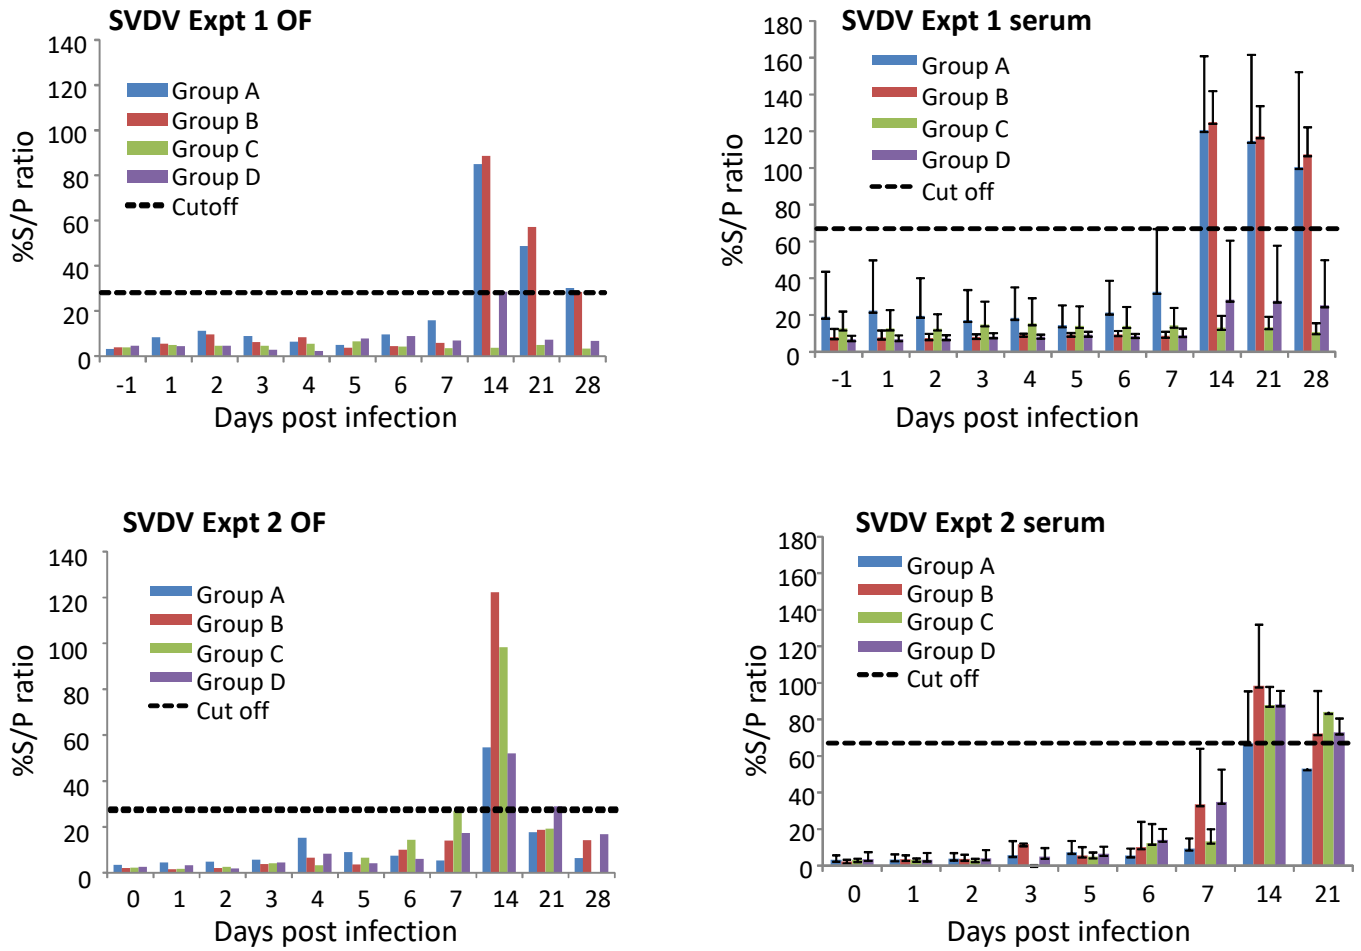 SVDV Expt 1 OF
140
120
100
80
60
40
20
0
%S/P ratio
Group A
Group B
Group C
Group D
Cutoff
-1 1 2 3 4 5 6 7 14 21 28
Days post infection
SVDV Expt 1 serum
180
160
140
120
100
80
60
40
20
0
%S/P ratio
Group A
Group B
Group C
Group D
Cut off
-1 1 2 3 4 5 6 7 14 21 28
Days post infection
SVDV Expt 2 OF
140
120
100
80
60
40
20
0
%S/P ratio
Group A
Group B
Group C
Group D
Cut off
0 1 2 3 4 5 6 7 14 21 28
Days post infection
SVDV Expt 2 serum
180
160
140
120
100
80
60
40
20
0
%S/P ratio
Group A
Group B
Group C
Group D
Cut off
0 1 2 3 4 5 6 7 14 21
Days post infection